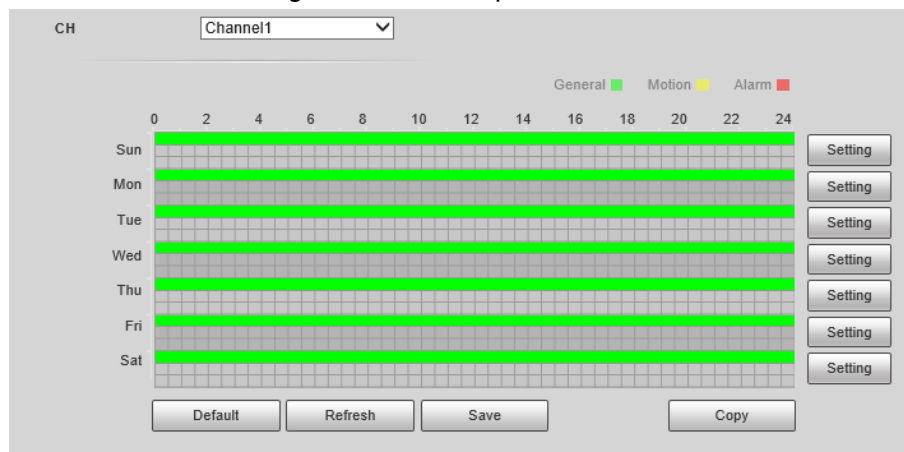 CH Channel1
General Motion Alarm
0 2 4 6 8 10 12 14 16 18 20 22 24
Sun Setting
Mon Setting
Tue Setting
Wed Setting
Thu Setting
Fri Setting
Sat Setting
Default Refresh Save Copy